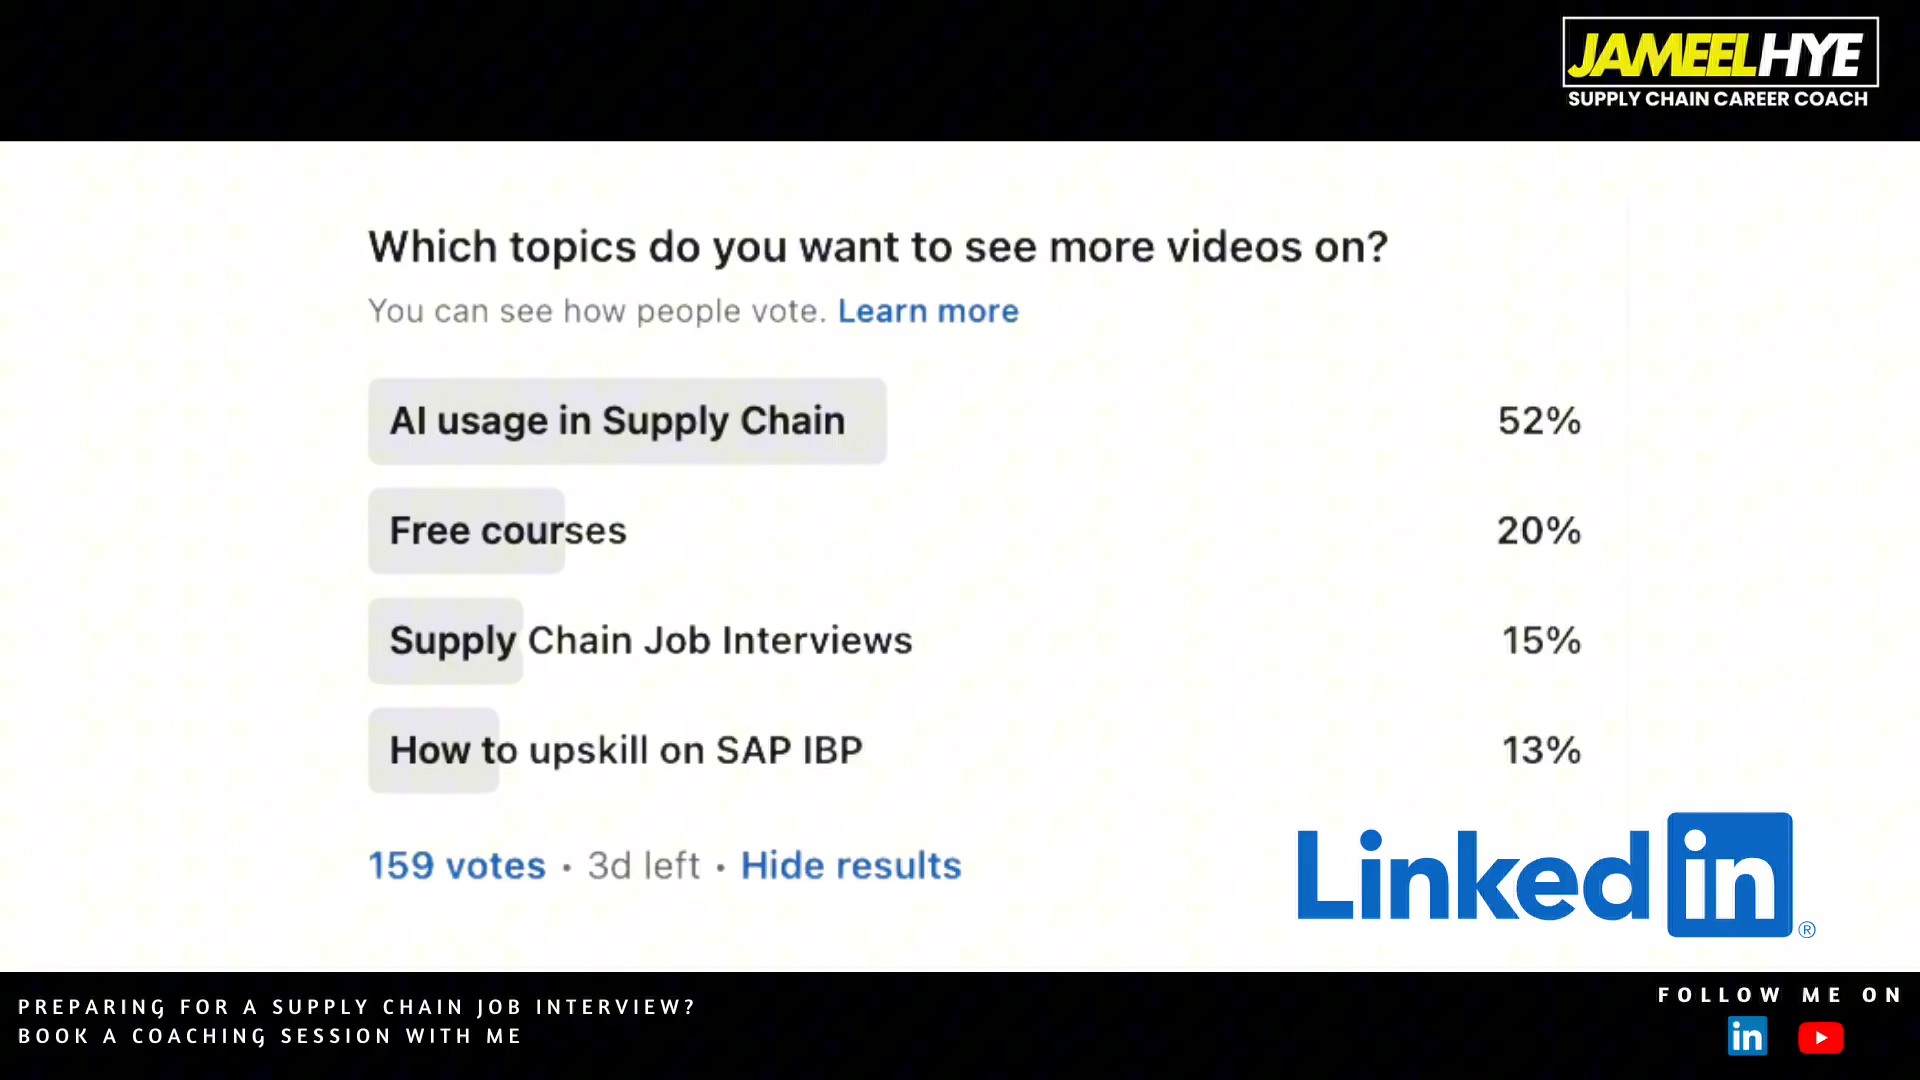 JAMEELHYE
SUPPLY CHAIN CAREER COACH
Which topics do you want to see more videos on?
You can see how people vote. Learn more
AI usage in Supply Chain 52%
Free courses 20%
Supply Chain Job Interviews 15%
How to upskill on SAP IBP 13%
159 votes • 3d left • Hide results
Linked in ®
PREPARING FOR A SUPPLY CHAIN JOB INTERVIEW?
BOOK A COACHING SESSION WITH ME
FOLLOW ME ON
in